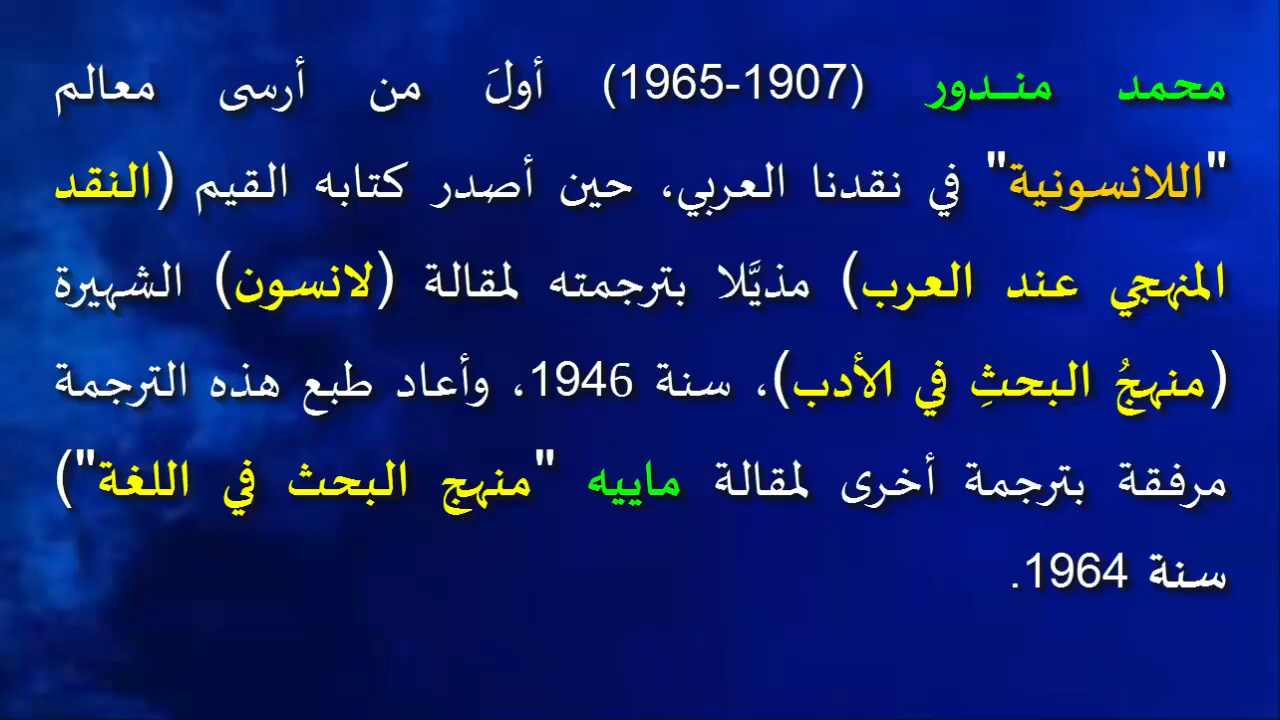 محمد منـدور (1907-1965) أولَ من أرسى معالم
"اللانسونية" في نقدنا العربي، حين أصدر كتابه القيم (النقد
المنهجي عند العرب) مذيَّلا بترجمته لمقالة (لانسون) الشهيرة
(منهجُ البحثِ في الأدب)، سنة 1946، وأعاد طبع هذه الترجمة
مرفقة بترجمة أخرى لمقالة ماييه "منهج البحث في اللغة")
سنة 1964.